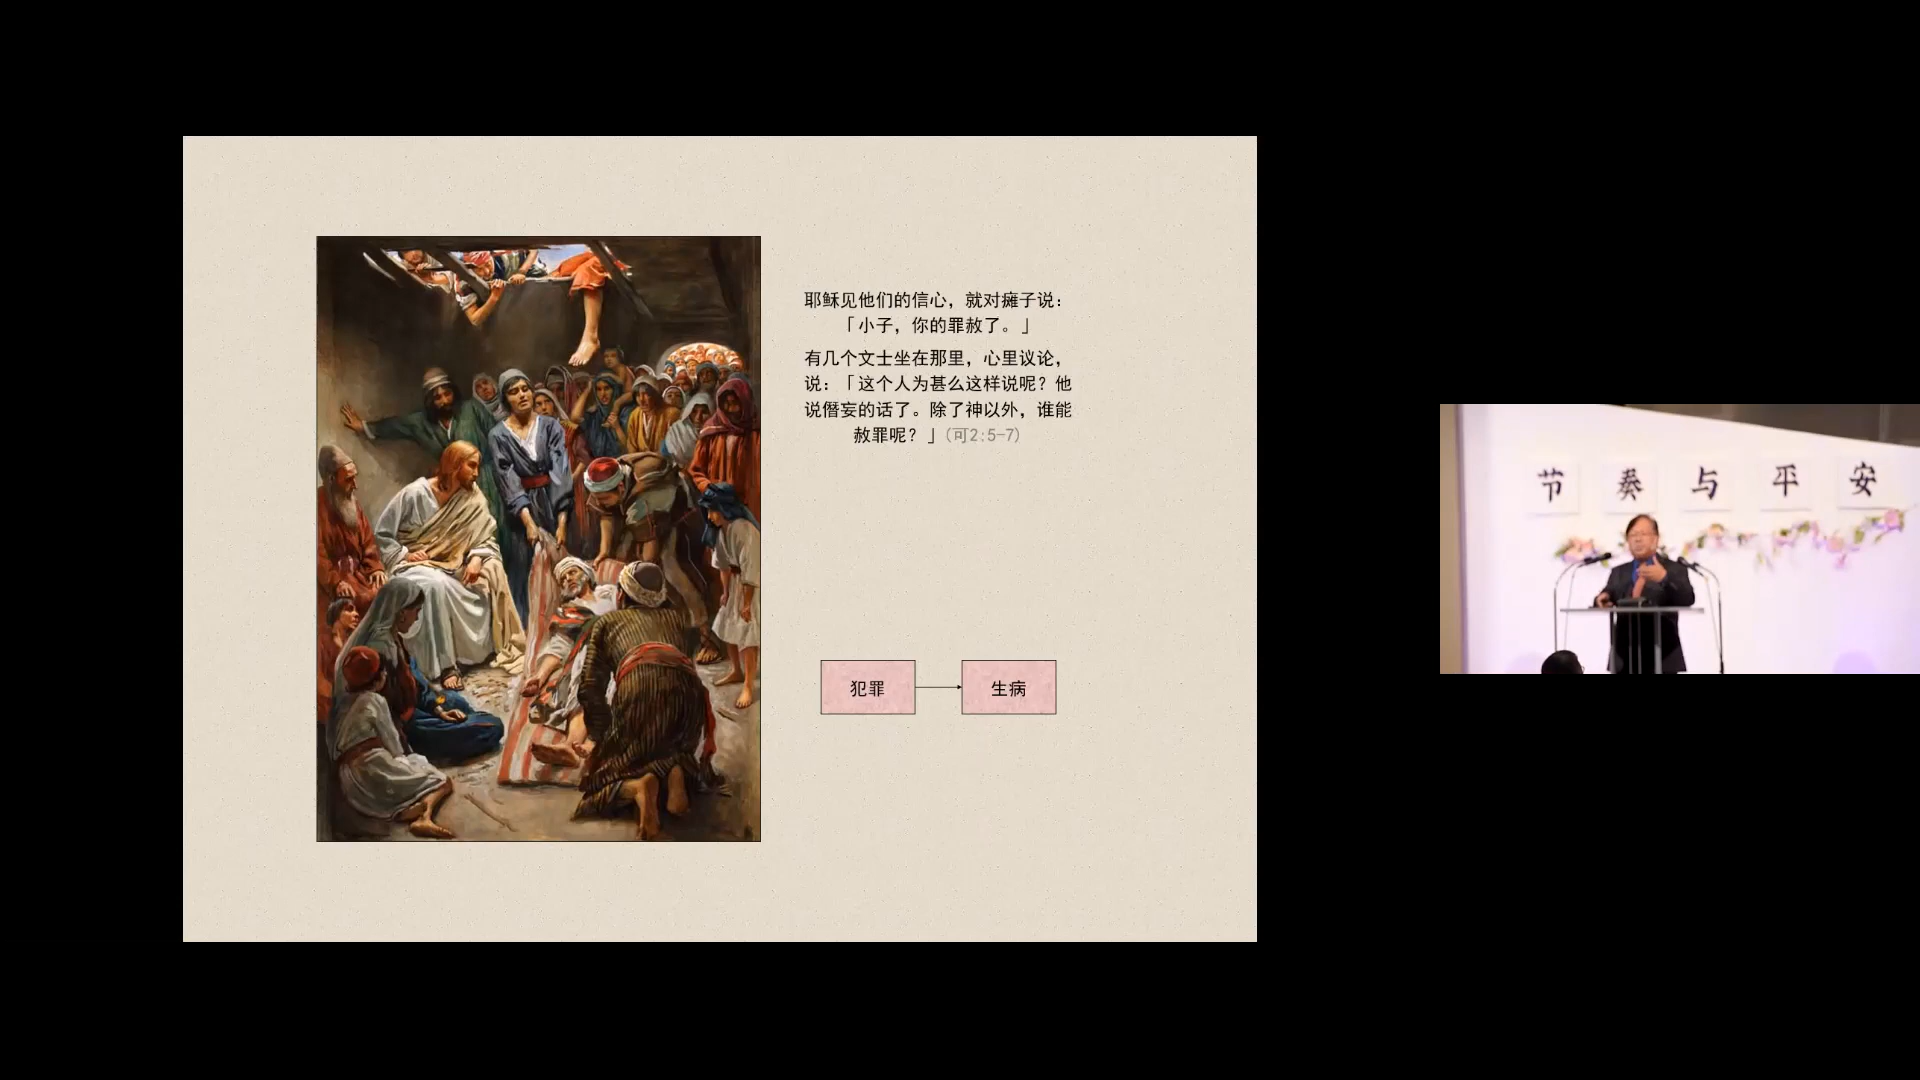 耶稣见他们的信心，就对瘫子说：
「小子，你的罪赦了。」
有几个文士坐在那里，心里议论，
说：「这个人为甚么这样说呢？他
说僭妄的话了。除了神以外，谁能
赦罪呢？」(可2:5-7)
犯罪
生病
节奏与平安